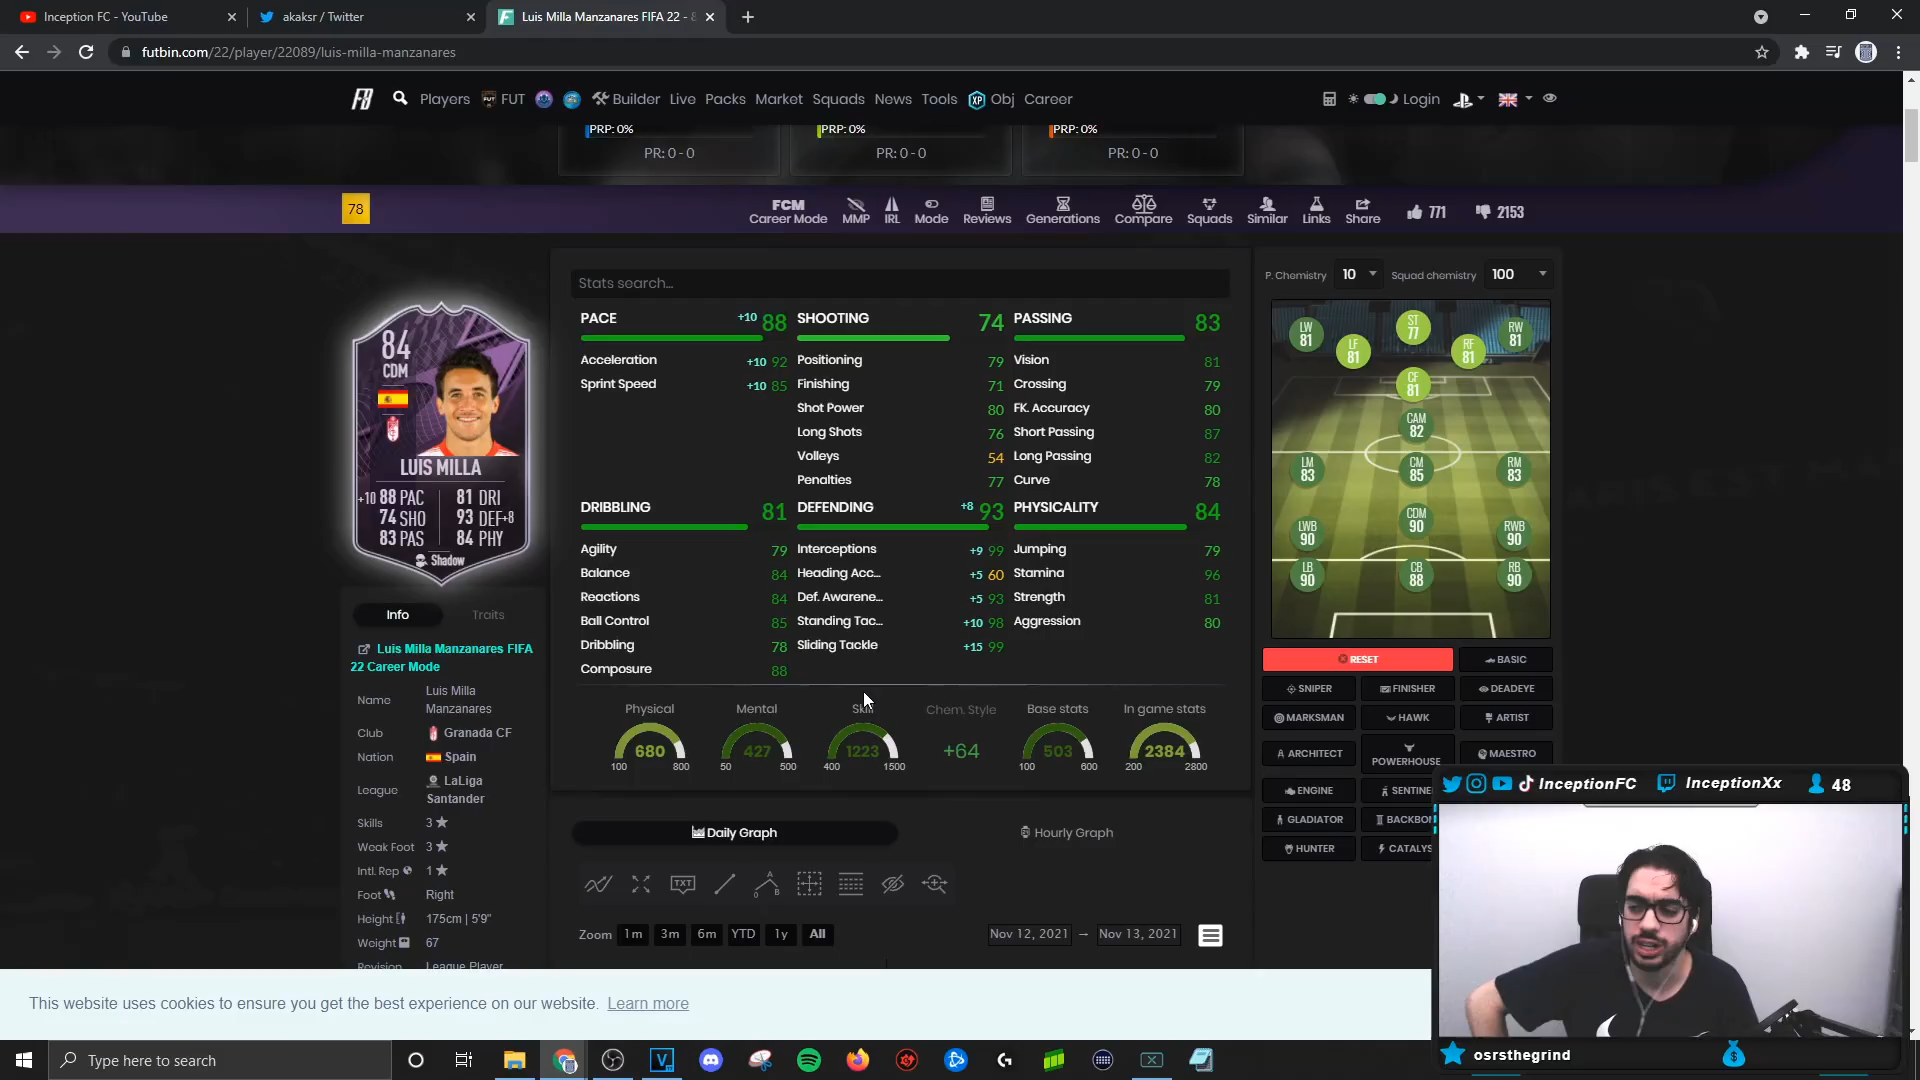 Inception FC - YouTube
akaksr / Twitter
Luis Milla Manzanares FIFA 22 - 8
futbin.com/22/player/22089/luis-milla-manzanares
Players FUT Builder Live Packs Market Squads News Tools XP Obj Career Login
PRP: 0% PRP: 0% PRP: 0%
PR: 0 - 0 PR: 0 - 0 PR: 0 - 0
78
FCM Career Mode MMP IRL Mode Reviews Generations Compare Squads Similar Links Share 771 2153
84
CDM
LUIS MILLA
+10 88 PAC 81 DRI
74 SHO 93 DEF+8
83 PAS 84 PHY
Shadow
Info Traits
Luis Milla Manzanares FIFA
22 Career Mode
Name Luis Milla Manzanares
Club Granada CF
Nation Spain
League LaLiga Santander
Skills 3
Weak Foot 3
Intl. Rep 1
Foot Right
Height 175cm | 5'9"
Weight 67
Revision League Player
Stats search...
PACE +10 88
Acceleration +10 92
Sprint Speed +10 85
SHOOTING 74
Positioning 79
Finishing 71
Shot Power 80
Long Shots 76
Volleys 54
Penalties 77
PASSING 83
Vision 81
Crossing 79
FK. Accuracy 80
Short Passing 87
Long Passing 82
Curve 78
DRIBBLING 81
Agility 79
Balance 84
Reactions 84
Ball Control 85
Dribbling 78
Composure 88
DEFENDING +8 93
Interceptions +9 99
Heading Acc... +5 60
Def. Awarene... +5 93
Standing Tac... +10 98
Sliding Tackle +15 99
PHYSICALITY 84
Jumping 79
Stamina 96
Strength 81
Aggression 80
Physical 680 100 800
Mental 427 50 500
Skill 1223 400 1500
Chem. Style +64
Base stats 503 100 600
In game stats 2384 200 2800
Daily Graph Hourly Graph
TXT
Zoom 1m 3m 6m YTD 1y All Nov 12, 2021 → Nov 13, 2021
P. Chemistry 10 Squad chemistry 100
LW 81
ST 77
RW 81
LF 81
RF 81
CF 81
CAM 82
LM 83
CM 85
RM 83
LWB 90
CDM 90
RWB 90
LB 90
CB 88
RB 90
RESET BASIC
SNIPER FINISHER DEADEYE
MARKSMAN HAWK ARTIST
ARCHITECT POWERHOUSE MAESTRO
ENGINE SENTINE
GLADIATOR BACKBO
HUNTER CATALYS
InceptionFC InceptionXx 48
osrsthegrind
This website uses cookies to ensure you get the best experience on our website. Learn more
Type here to search